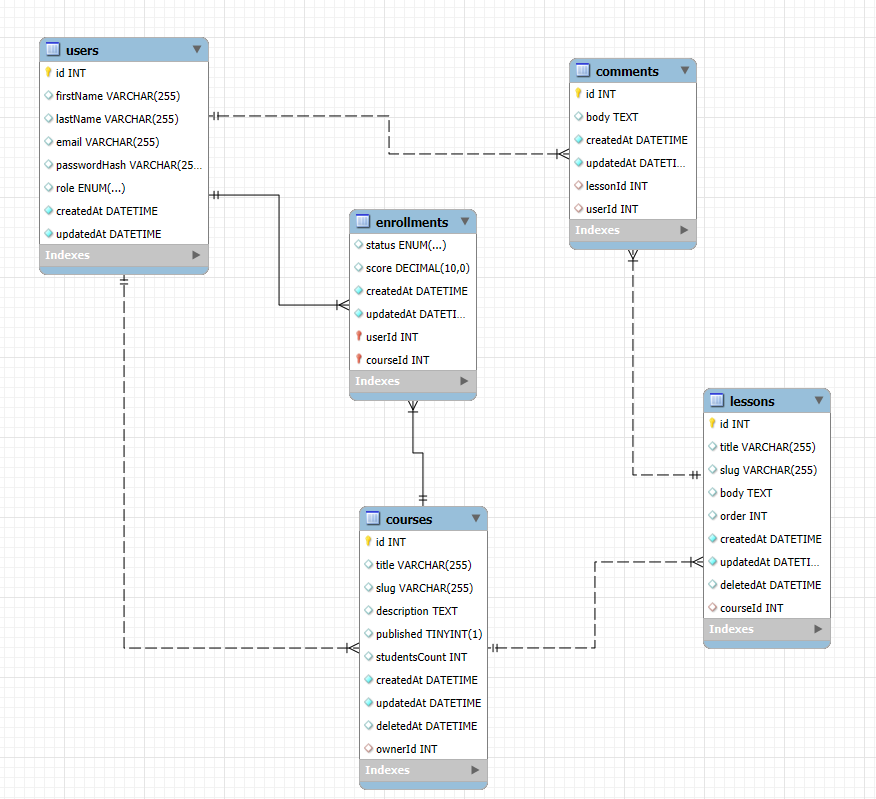 users
id INT
firstName VARCHAR(255)
lastName VARCHAR(255)
email VARCHAR(255)
passwordHash VARCHAR(25...
role ENUM(...)
createdAt DATETIME
updatedAt DATETIME
Indexes
comments
id INT
body TEXT
createdAt DATETIME
updatedAt DATETI...
lessonId INT
userId INT
Indexes
enrollments
status ENUM(...)
score DECIMAL(10,0)
createdAt DATETIME
updatedAt DATETI...
userId INT
courseId INT
Indexes
lessons
id INT
title VARCHAR(255)
slug VARCHAR(255)
body TEXT
order INT
createdAt DATETIME
updatedAt DATETI...
deletedAt DATETIME
courseId INT
Indexes
courses
id INT
title VARCHAR(255)
slug VARCHAR(255)
description TEXT
published TINYINT(1)
studentsCount INT
createdAt DATETIME
updatedAt DATETIME
deletedAt DATETIME
ownerId INT
Indexes